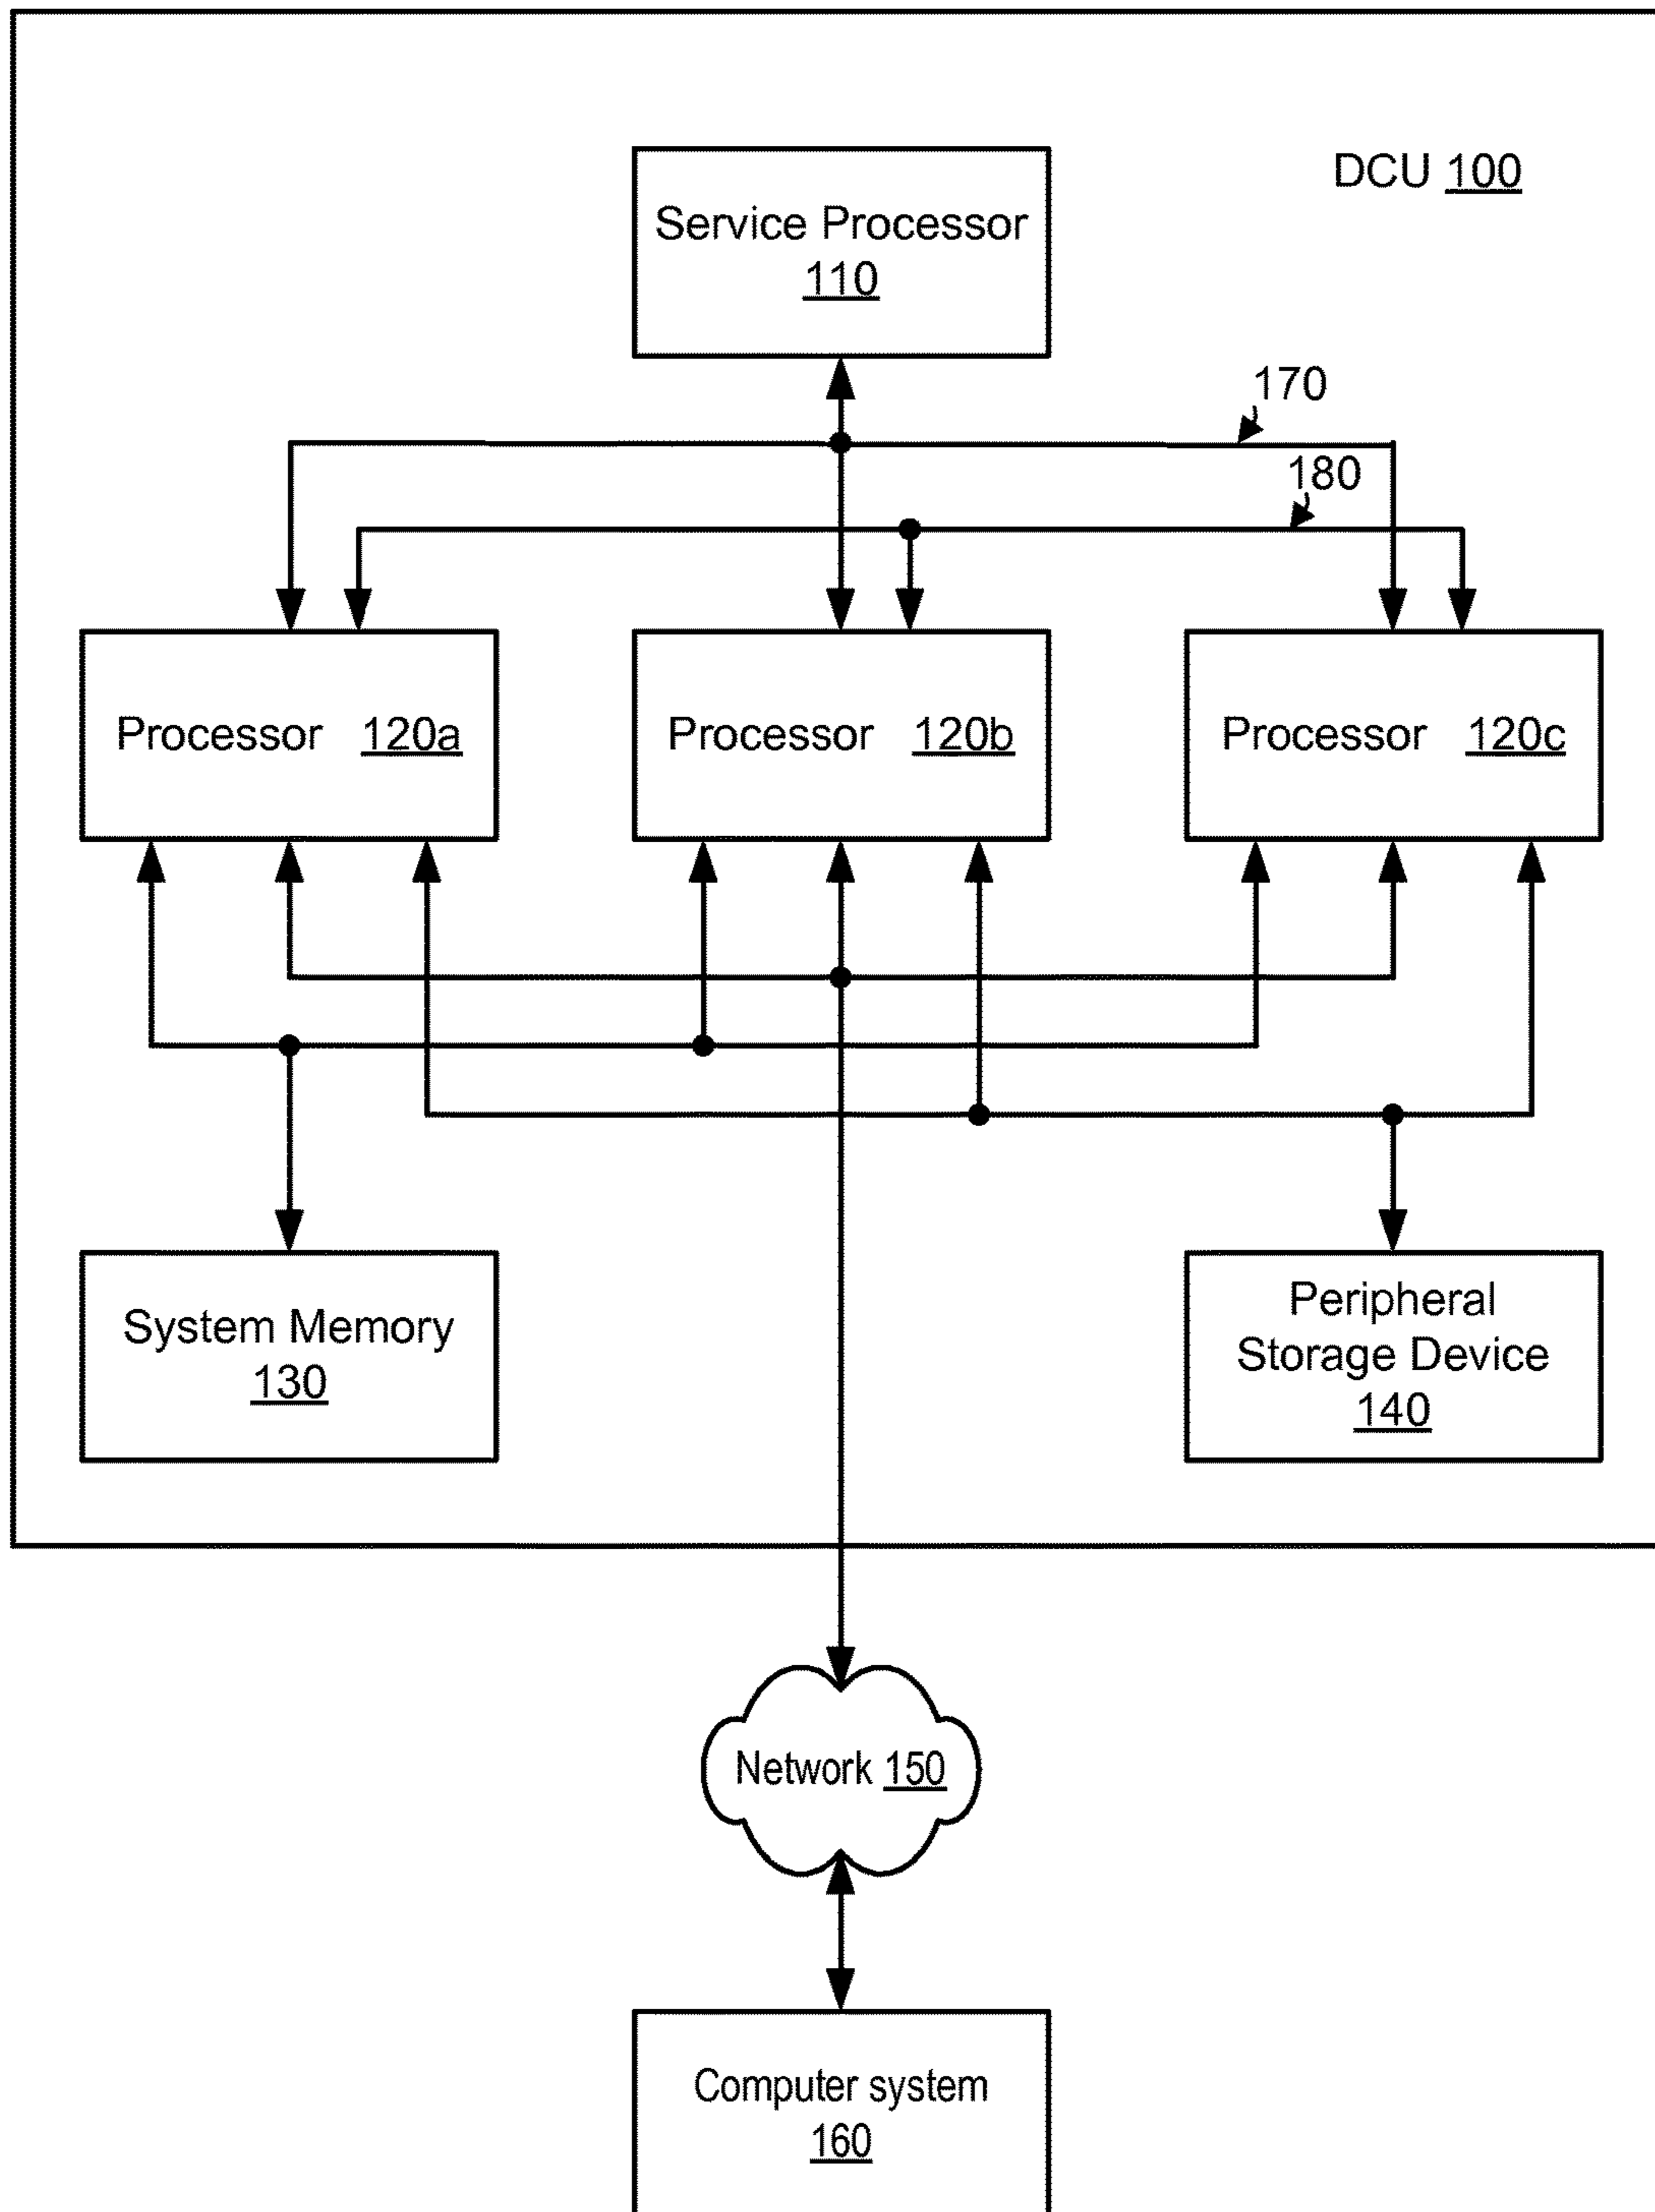 DCU 100
Service Processor
110
170
180
Processor 120a
Processor 120b
Processor 120c
System Memory
130
Peripheral
Storage Device
140
Network 150
Computer system
160